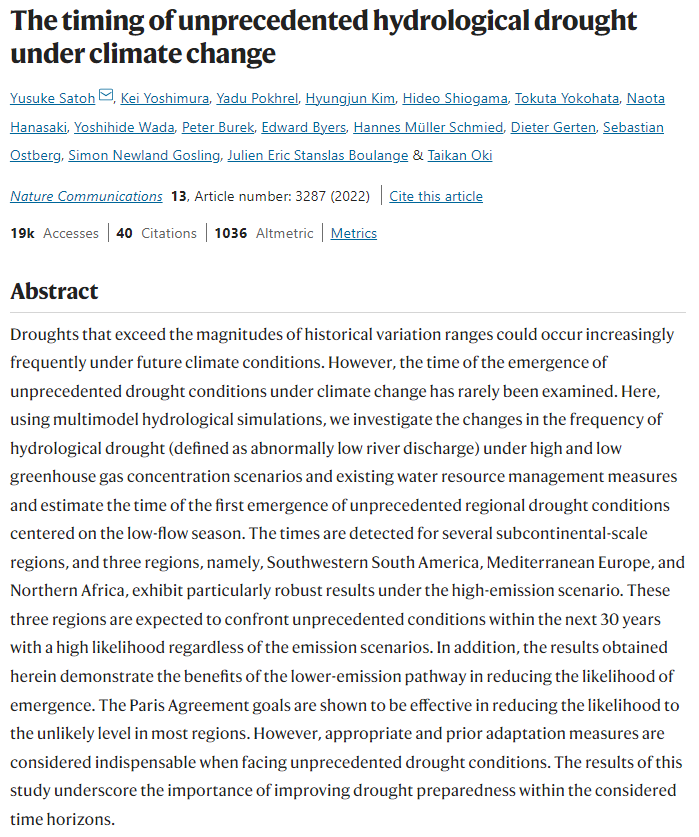 The timing of unprecedented hydrological drought
under climate change
Yusuke Satoh, Kei Yoshimura, Yadu Pokhrel, Hyungjun Kim, Hideo Shiogama, Tokuta Yokohata, Naota
Hanasaki, Yoshihide Wada, Peter Burek, Edward Byers, Hannes Müller Schmied, Dieter Gerten, Sebastian
Ostberg, Simon Newland Gosling, Julien Eric Stanslas Boulange & Taikan Oki
Nature Communications 13, Article number: 3287 (2022) | Cite this article
19k Accesses | 40 Citations | 1036 Altmetric | Metrics
Abstract
Droughts that exceed the magnitudes of historical variation ranges could occur increasingly
frequently under future climate conditions. However, the time of the emergence of
unprecedented drought conditions under climate change has rarely been examined. Here,
using multimodel hydrological simulations, we investigate the changes in the frequency of
hydrological drought (defined as abnormally low river discharge) under high and low
greenhouse gas concentration scenarios and existing water resource management measures
and estimate the time of the first emergence of unprecedented regional drought conditions
centered on the low-flow season. The times are detected for several subcontinental-scale
regions, and three regions, namely, Southwestern South America, Mediterranean Europe, and
Northern Africa, exhibit particularly robust results under the high-emission scenario. These
three regions are expected to confront unprecedented conditions within the next 30 years
with a high likelihood regardless of the emission scenarios. In addition, the results obtained
herein demonstrate the benefits of the lower-emission pathway in reducing the likelihood of
emergence. The Paris Agreement goals are shown to be effective in reducing the likelihood to
the unlikely level in most regions. However, appropriate and prior adaptation measures are
considered indispensable when facing unprecedented drought conditions. The results of this
study underscore the importance of improving drought preparedness within the considered
time horizons.